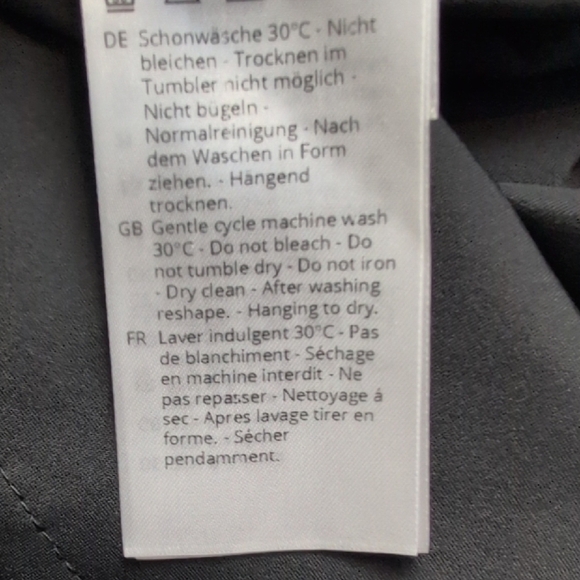 DE Schonwäsche 30°C - Nicht
bleichen - Trocknen im
Tumbler nicht möglich -
Nicht bügeln -
Normalreinigung - Nach
dem Waschen in Form
ziehen. - Hängend
trocknen.
GB Gentle cycle machine wash
30°C - Do not bleach - Do
not tumble dry - Do not iron
- Dry clean - After washing
reshape. - Hanging to dry.
FR Laver indulgent 30°C - Pas
de blanchiment - Séchage
en machine interdit - Ne
pas repasser - Nettoyage á
sec - Apres lavage tirer en
forme. - Sécher
pendamment.